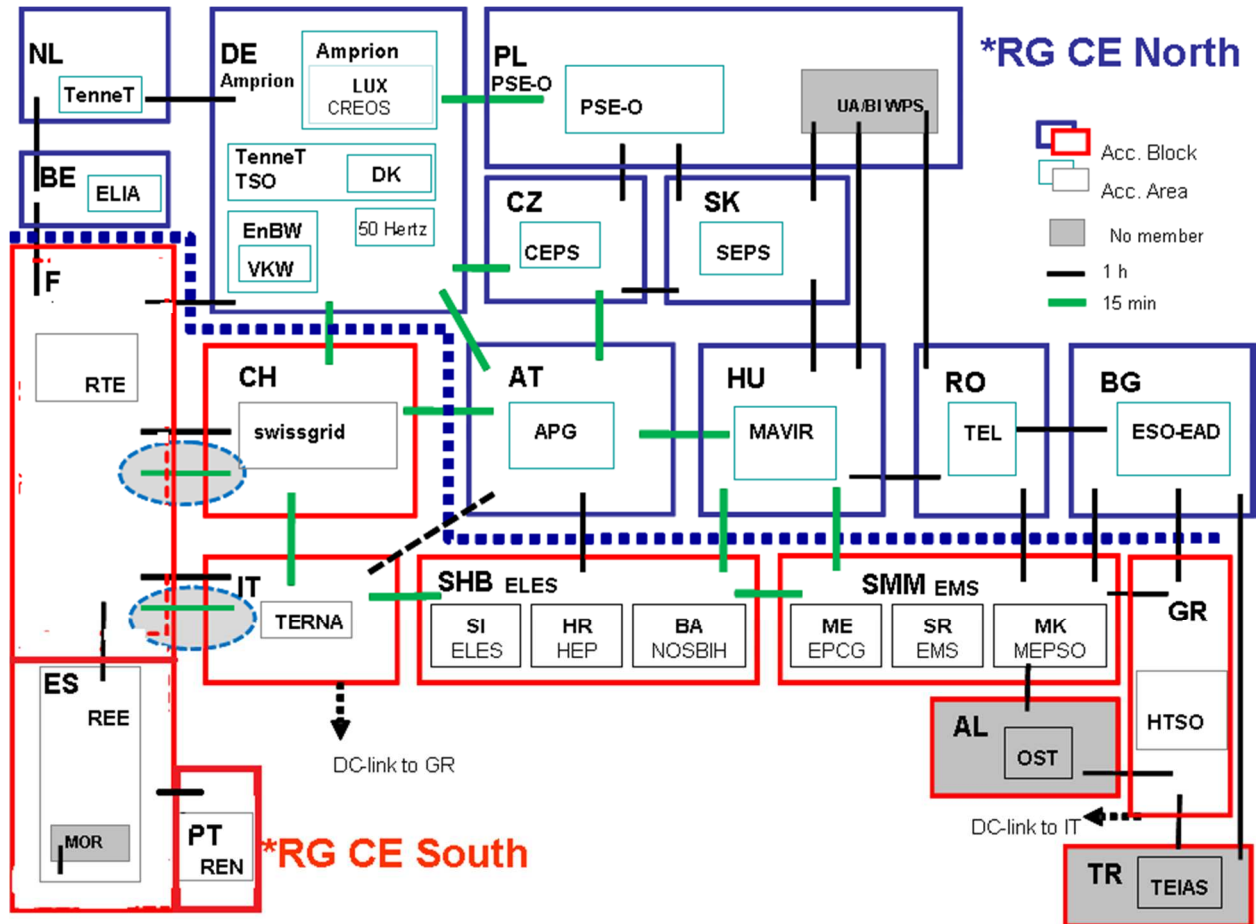 *RG CE North
NL
TenneT
BE
ELIA
DE
Amprion
Amprion
LUX
CREOS
TenneT
TSO
DK
EnBW
VKW
50 Hertz
PL
PSE-O
PSE-O
UA/BI WPS
Acc. Block
Acc. Area
No member
1 h
15 min
CZ
CEPS
SK
SEPS
F
RTE
CH
swissgrid
AT
APG
HU
MAVIR
RO
TEL
BG
ESO-EAD
IT
TERNA
SHB ELES
SI
ELES
HR
HEP
BA
NOSBIH
SMM EMS
ME
EPCG
SR
EMS
MK
MEPSO
GR
HTSO
ES
REE
MOR
PT
REN
*RG CE South
DC-link to GR
AL
OST
DC-link to IT
TR
TEIAS